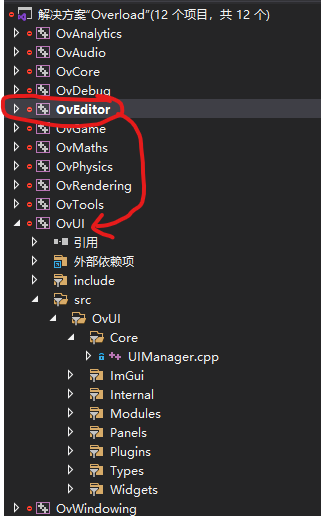 解决方案"Overload"(12 个项目，共 12 个)
OvAnalytics
OvAudio
OvCore
OvDebug
OvEditor
OvGame
OvMaths
OvPhysics
OvRendering
OvTools
OvUI
引用
外部依赖项
include
src
OvUI
Core
UIManager.cpp
ImGui
Internal
Modules
Panels
Plugins
Types
Widgets
OvWindowing